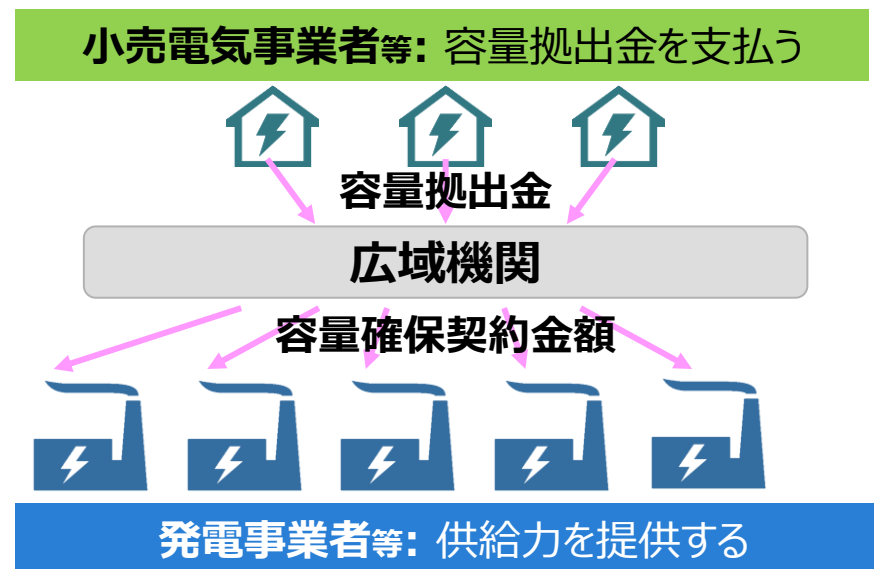 小売電気事業者等: 容量拠出金を支払う
容量拠出金
広域機関
容量確保契約金額
発電事業者等: 供給力を提供する